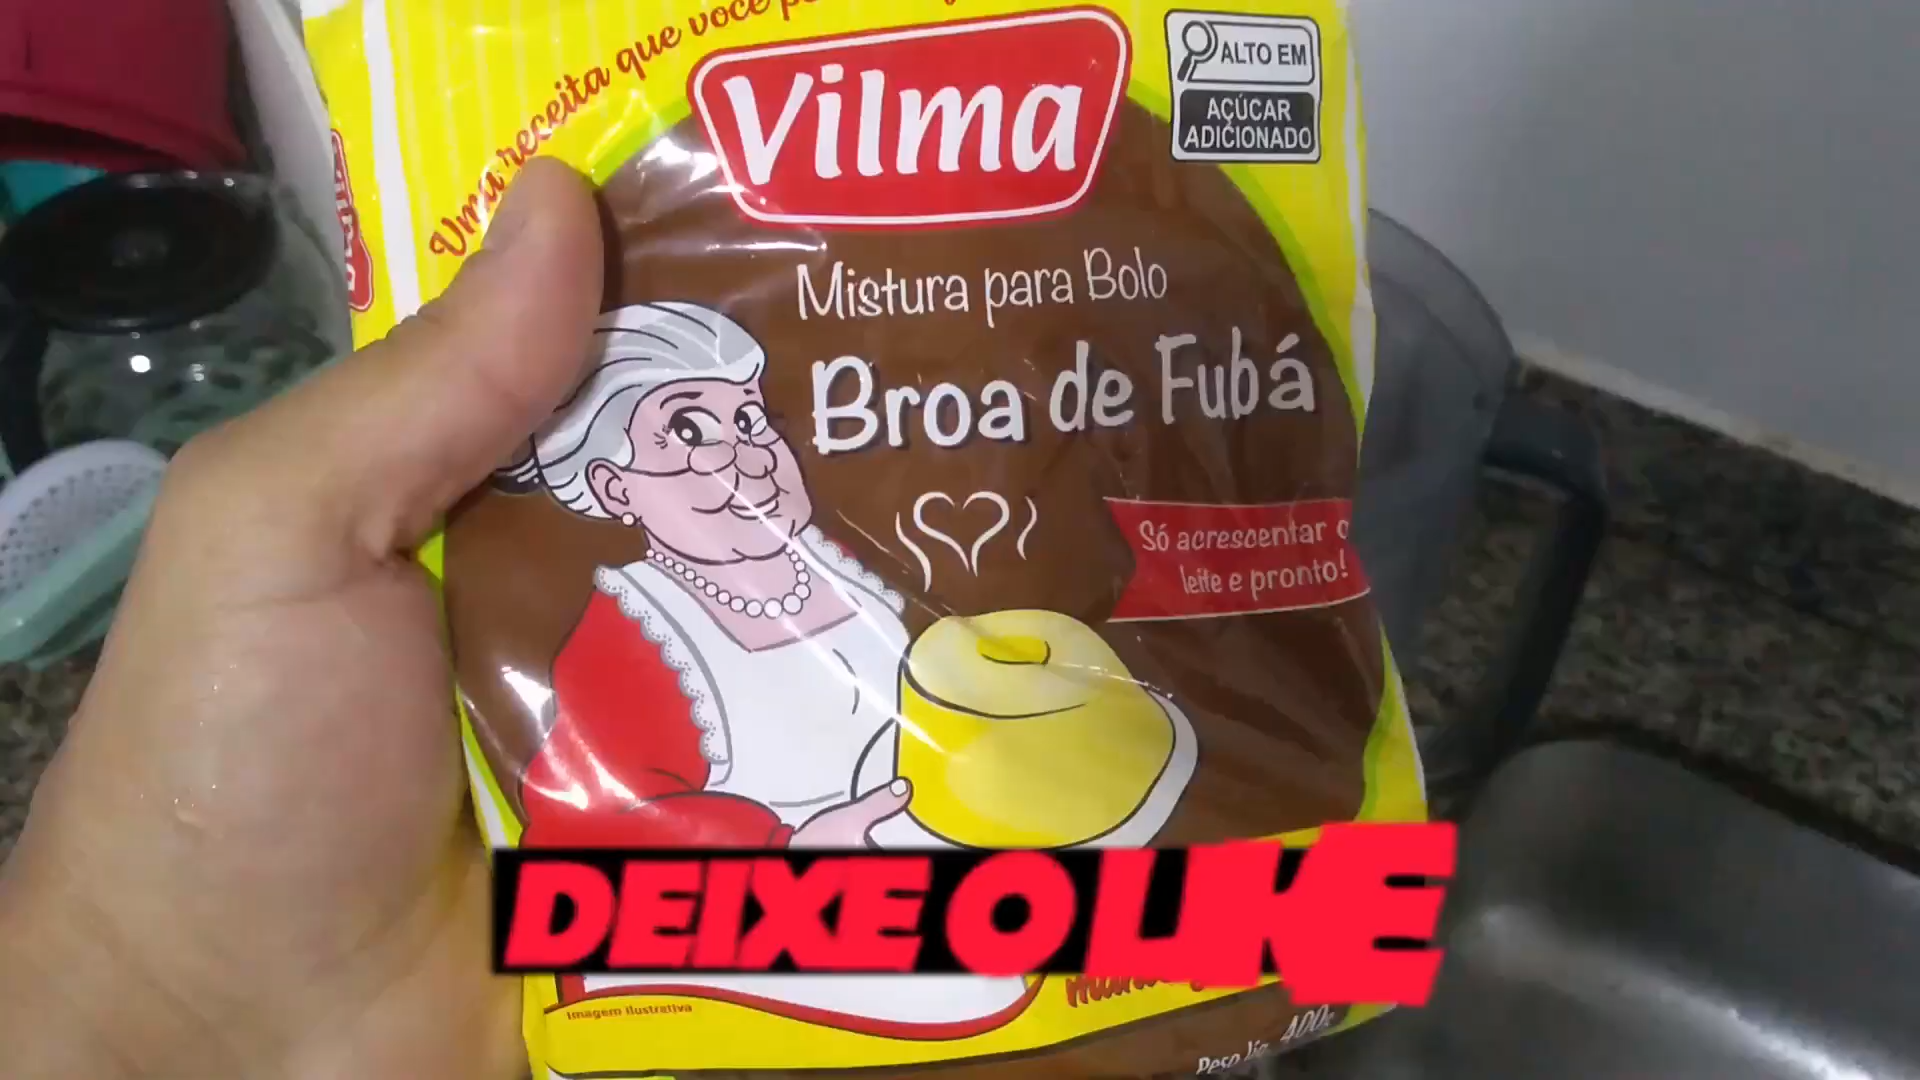 Uma receita que você
Vilma
ALTO EM
AÇÚCAR
ADICIONADO
Mistura para Bolo
Broa de Fubá
Só acrescentar o
leite e pronto!
DEIXE O LIKE
Imagem ilustrativa
400g